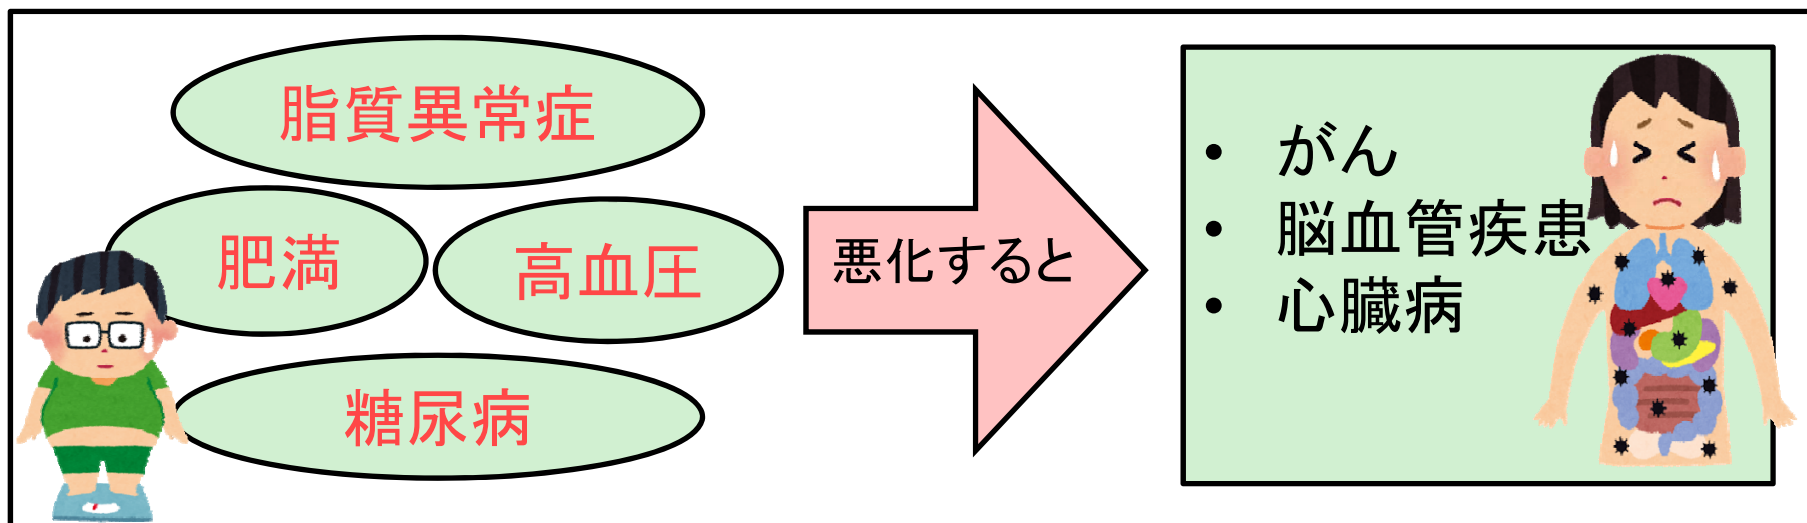 脂質異常症
肥満
高血圧
糖尿病
悪化すると
• がん
• 脳血管疾患
• 心臓病